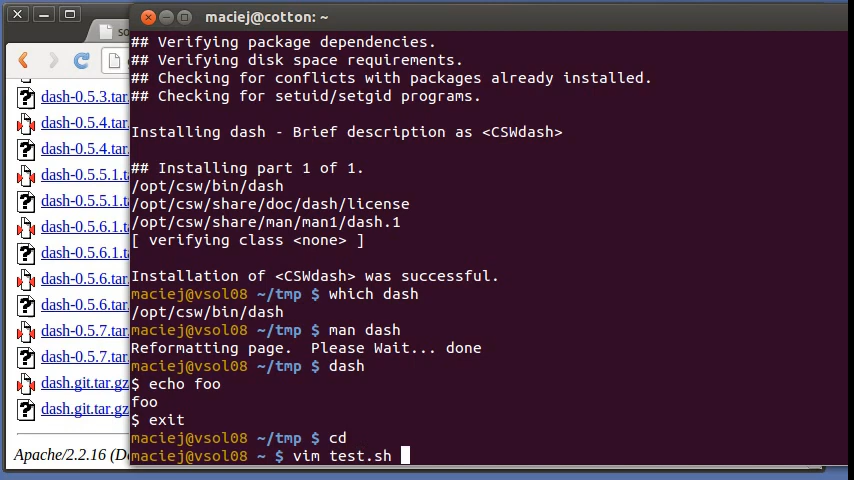 maciej@cotton: ~
so
dash-0.5.3.tar.
dash-0.5.4.tar.
dash-0.5.4.tar.
dash-0.5.5.1.ta
dash-0.5.5.1.ta
dash-0.5.6.1.ta
dash-0.5.6.1.ta
dash-0.5.6.tar.
dash-0.5.6.tar.
dash-0.5.7.tar.
dash-0.5.7.tar.
dash.git.tar.gz
dash.git.tar.gz
Apache/2.2.16 (De
## Verifying package dependencies.
## Verifying disk space requirements.
## Checking for conflicts with packages already installed.
## Checking for setuid/setgid programs.
Installing dash - Brief description as <CSWdash>
## Installing part 1 of 1.
/opt/csw/bin/dash
/opt/csw/share/doc/dash/license
/opt/csw/share/man/man1/dash.1
[ verifying class <none> ]
Installation of <CSWdash> was successful.
maciej@vsol08 ~/tmp $ which dash
/opt/csw/bin/dash
maciej@vsol08 ~/tmp $ man dash
Reformatting page.  Please Wait... done
maciej@vsol08 ~/tmp $ dash
$ echo foo
foo
$ exit
maciej@vsol08 ~/tmp $ cd
maciej@vsol08 ~ $ vim test.sh